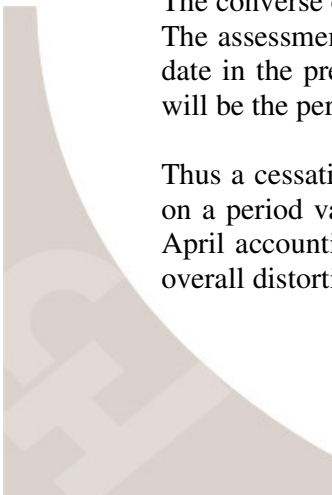 The converse
The assessmen
date in the pre
will be the per
Thus a cessati
on a period va
April accounti
overall distorti